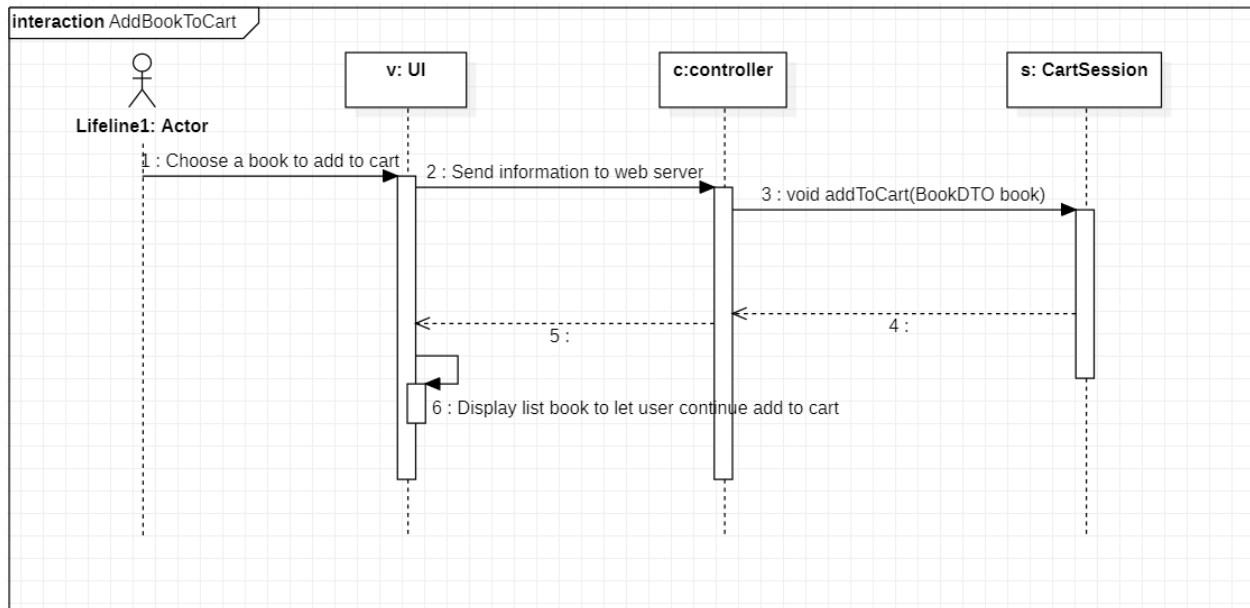 interaction AddBookToCart
v: UI
c:controller
s: CartSession
Lifeline1: Actor
1 : Choose a book to add to cart
2 : Send information to web server
3 : void addToCart(BookDTO book)
4 :
5 :
6 : Display list book to let user continue add to cart